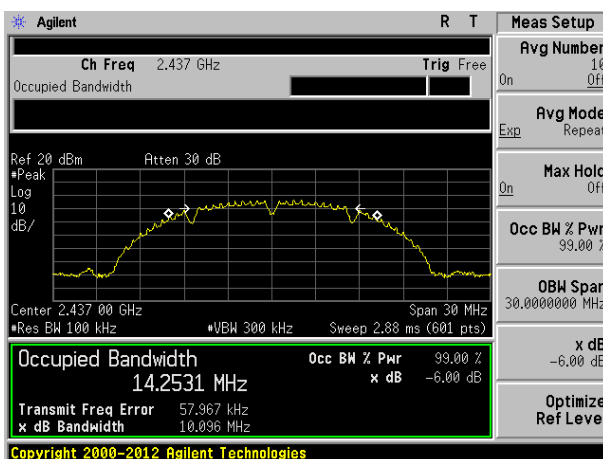 Agilent R T
Meas Setup
Ch Freq 2.437 GHz Trig Free
Occupied Bandwidth
Avg Number
10
On Off
Avg Mode
Exp Repeat
Max Hold
On Off
Occ BW % Pwr
99.00 %
OBW Span
30.0000000 MHz
x dB
-6.00 dB
Optimize
Ref Level
Ref 20 dBm Atten 30 dB
#Peak
Log
10
dB/
Center 2.437 00 GHz Span 30 MHz
#Res BW 100 kHz #VBW 300 kHz Sweep 2.88 ms (601 pts)
Occupied Bandwidth Occ BW % Pwr 99.00 %
14.2531 MHz x dB -6.00 dB
Transmit Freq Error 57.967 kHz
x dB Bandwidth 10.096 MHz
Copyright 2000-2012 Agilent Technologies